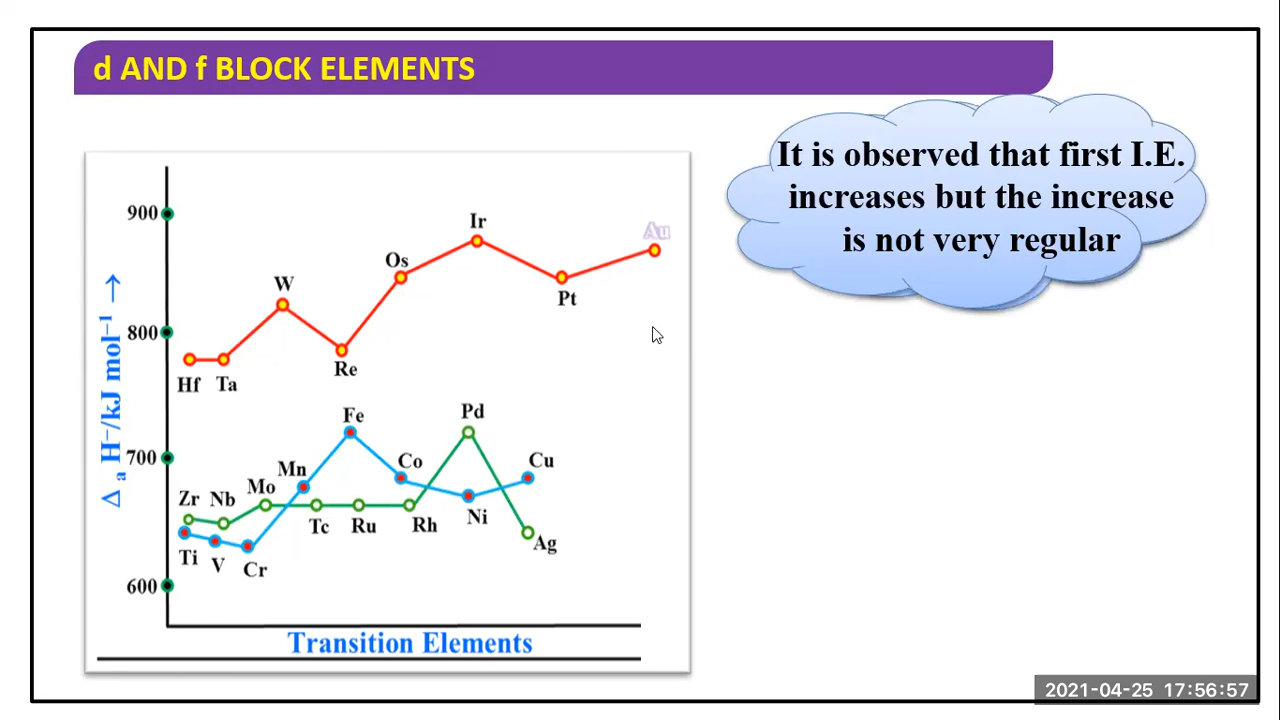 d AND f BLOCK ELEMENTS
It is observed that first I.E.
increases but the increase
is not very regular
900
800
700
600
Δ a H⁻/kJ mol⁻¹ →
Ir
Au
Os
W
Pt
Re
Hf Ta
Pd
Fe
Co Cu
Mn
Mo
Zr Nb
Tc Ru Rh Ni
Ag
Ti V Cr
Transition Elements
2021-04-25 17:56:57